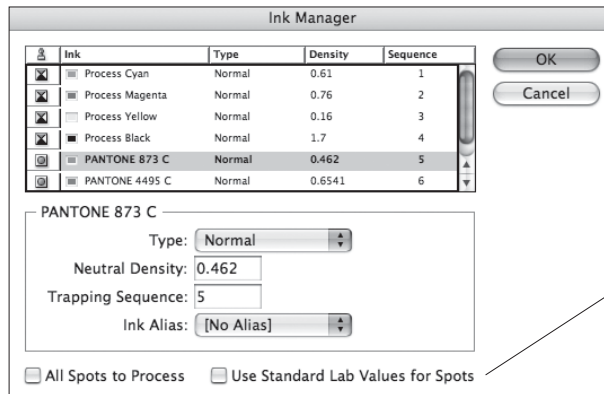 Ink Manager
Ink Type Density Sequence
Process Cyan Normal 0.61 1
Process Magenta Normal 0.76 2
Process Yellow Normal 0.16 3
Process Black Normal 1.7 4
PANTONE 873 C Normal 0.462 5
PANTONE 4495 C Normal 0.6541 6
OK
Cancel
PANTONE 873 C
Type: Normal
Neutral Density: 0.462
Trapping Sequence: 5
Ink Alias: [No Alias]
All Spots to Process Use Standard Lab Values for Spots